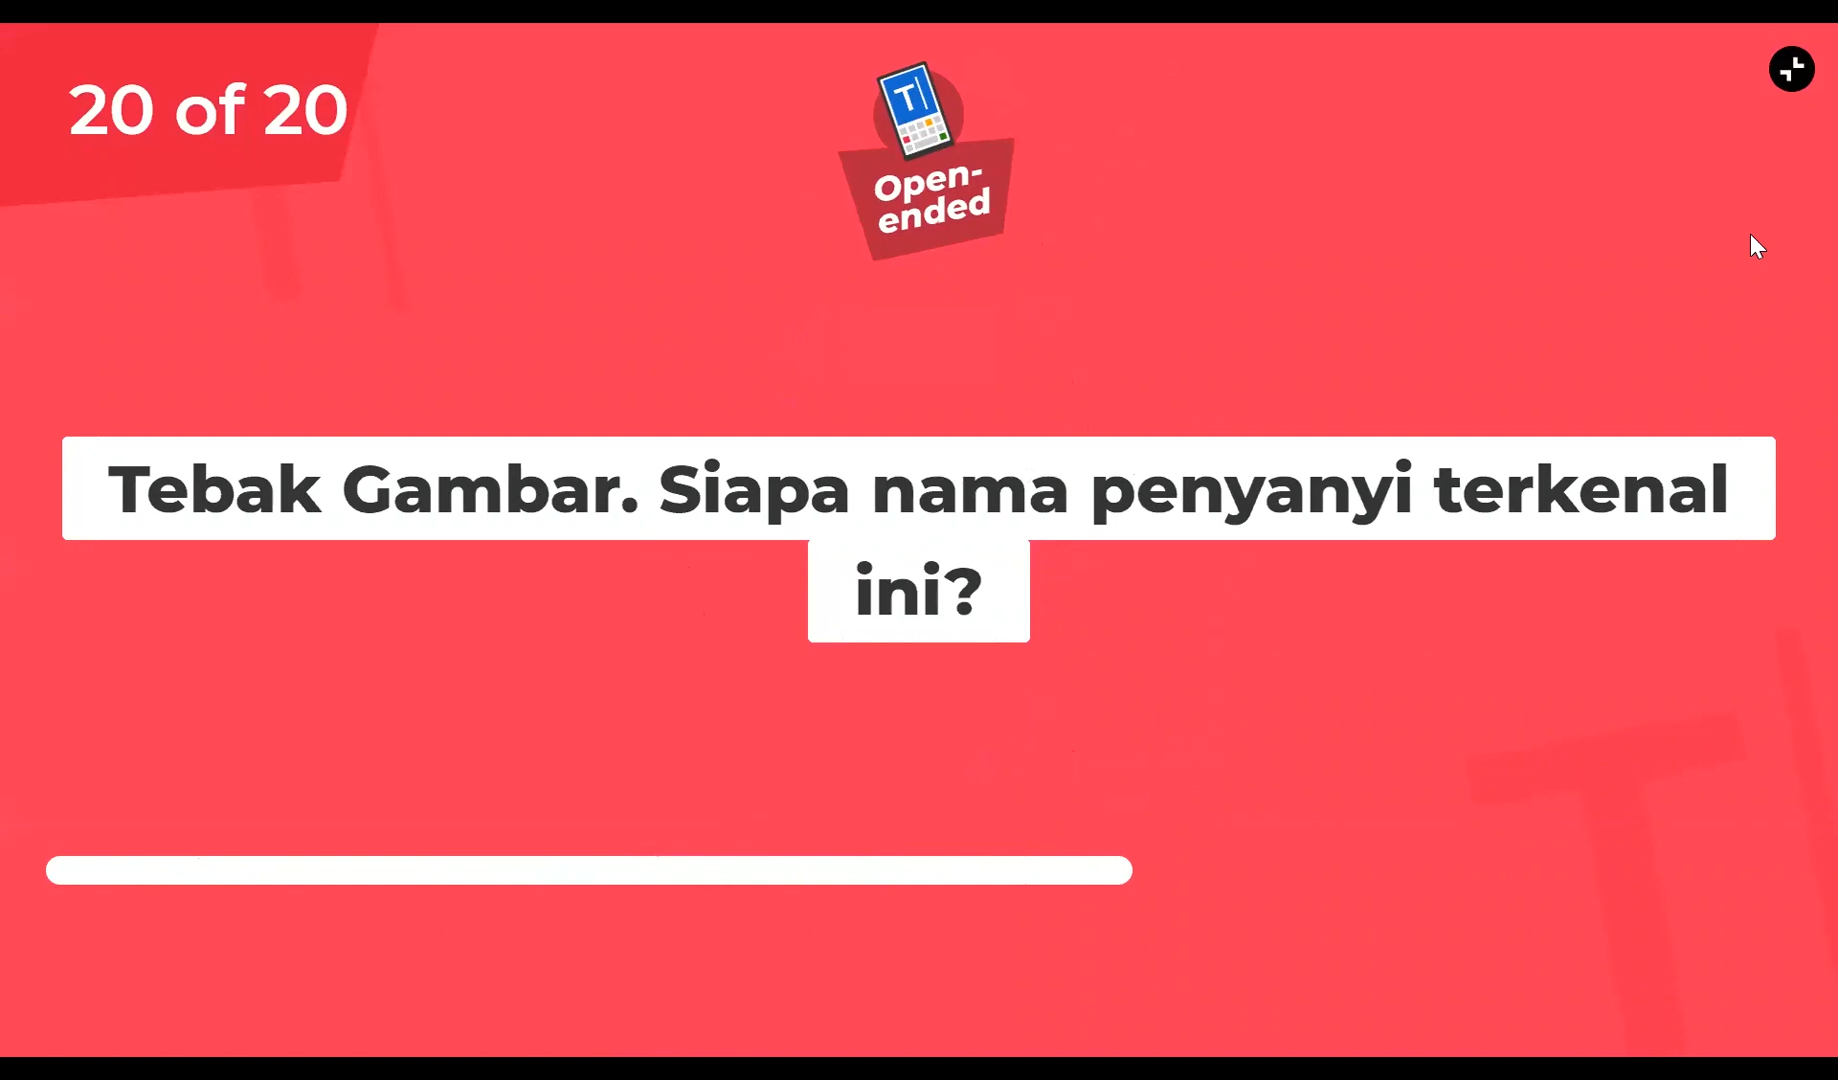 20 of 20
T
Open-
ended
Tebak Gambar. Siapa nama penyanyi terkenal
ini?